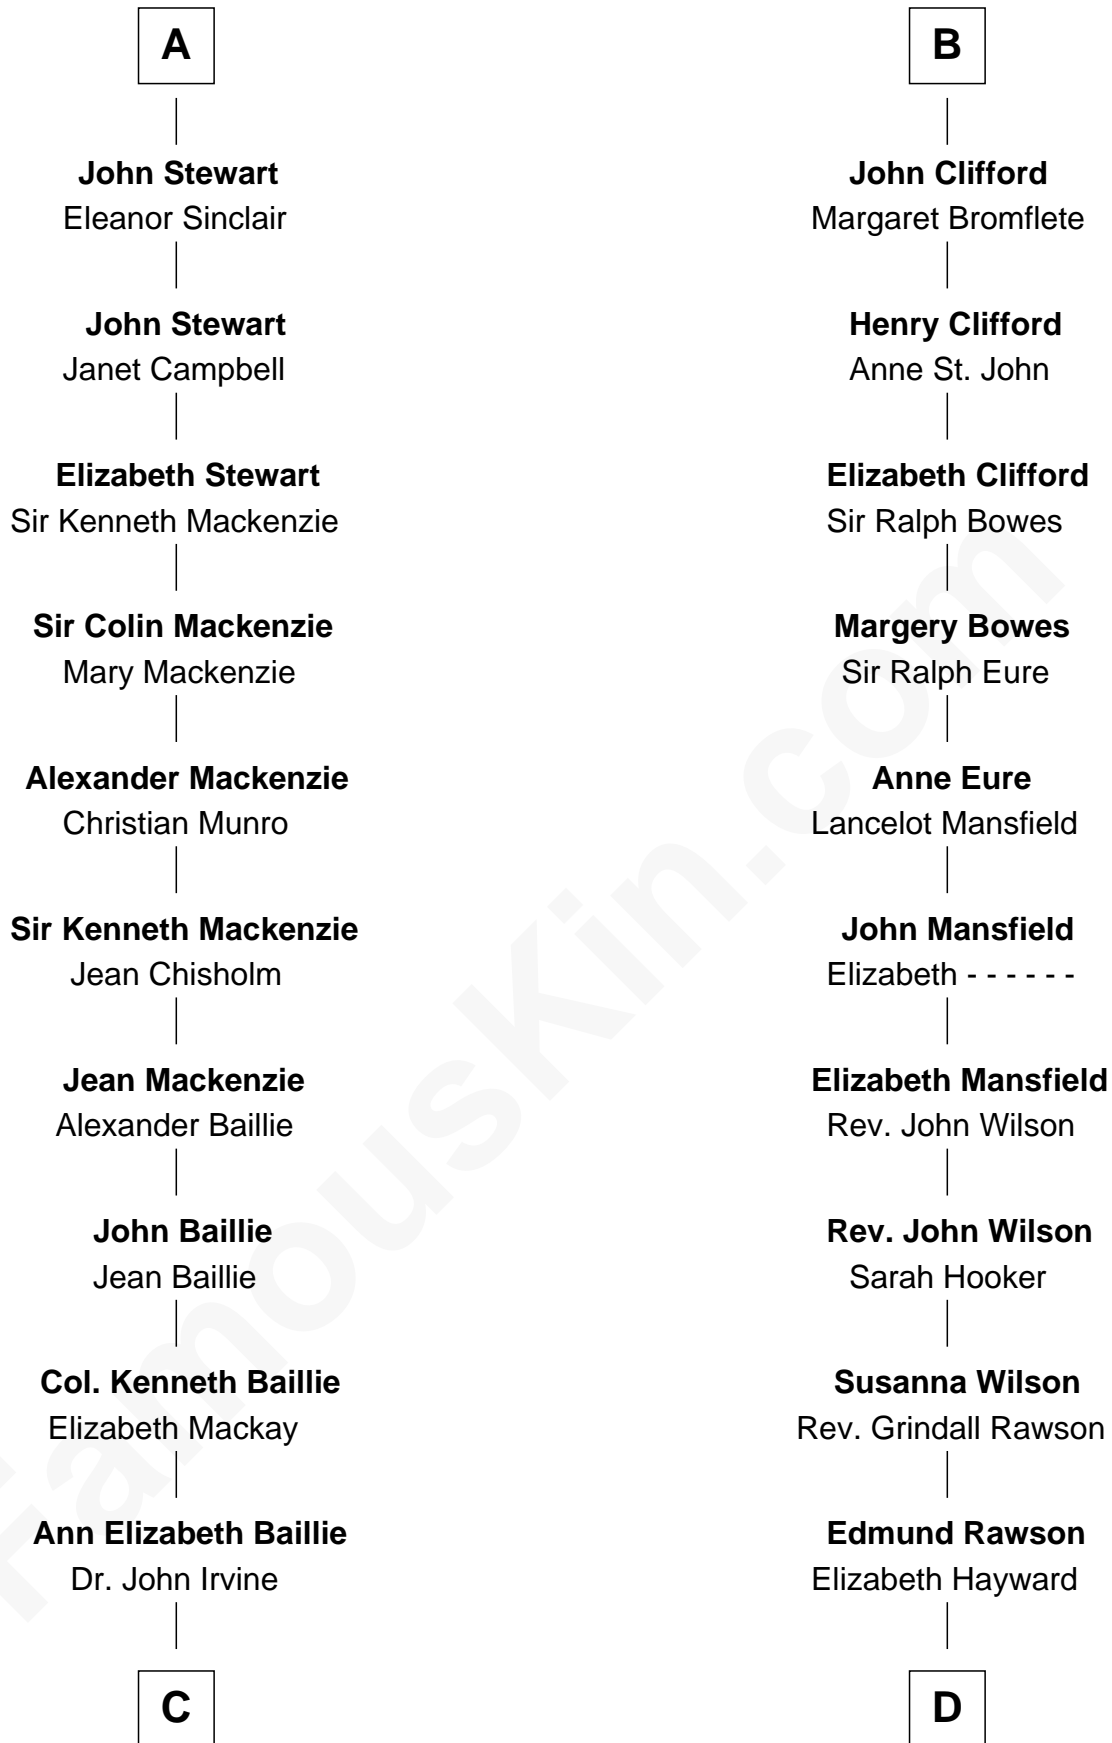 A
John Stewart
Eleanor Sinclair
John Stewart
Janet Campbell
Elizabeth Stewart
Sir Kenneth Mackenzie
Sir Colin Mackenzie
Mary Mackenzie
Alexander Mackenzie
Christian Munro
Sir Kenneth Mackenzie
Jean Chisholm
Jean Mackenzie
Alexander Baillie
John Baillie
Jean Baillie
Col. Kenneth Baillie
Elizabeth Mackay
Ann Elizabeth Baillie
Dr. John Irvine
C
B
John Clifford
Margaret Bromflete
Henry Clifford
Anne St. John
Elizabeth Clifford
Sir Ralph Bowes
Margery Bowes
Sir Ralph Eure
Anne Eure
Lancelot Mansfield
John Mansfield
Elizabeth - - - - - -
Elizabeth Mansfield
Rev. John Wilson
Rev. John Wilson
Sarah Hooker
Susanna Wilson
Rev. Grindall Rawson
Edmund Rawson
Elizabeth Hayward
D
FamousKin.com